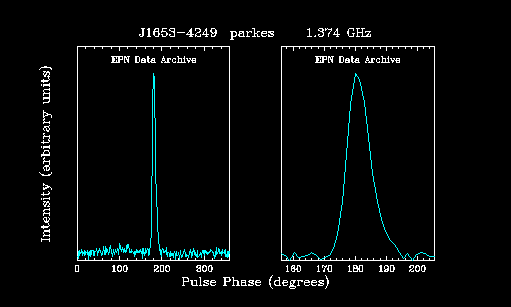 J1653-4249 parkes 1.374 GHz
EPN Data Archive EPN Data Archive
Intensity (arbitrary units)
0 100 200 300 160 170 180 190 200
Pulse Phase (degrees)